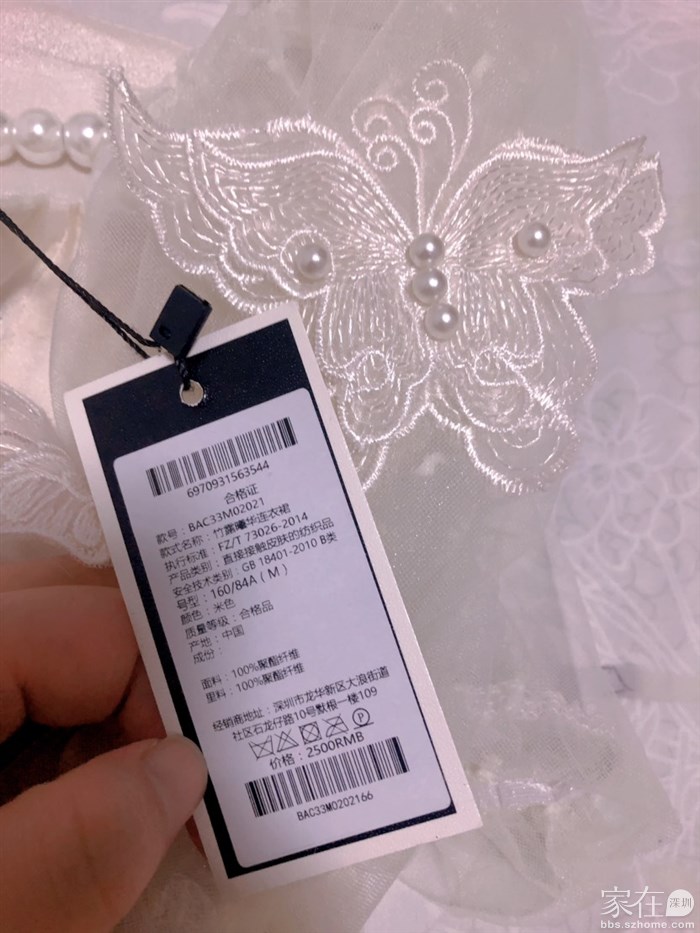 6970931563544
合格证
款号：BAC33M02021
款式名称：竹露曦华连衣裙
执行标准：FZ/T 73026-2014
产品类别：直接接触皮肤的纺织品
安全技术类别：GB 18401-2010 B类
号型：160/84A（M）
颜色：米色
质量等级：合格品
产地：中国
成份：
面料：100%聚酯纤维
里料：100%聚酯纤维
经销商地址：深圳市龙华新区大浪街道
社区石龙仔路10号默根一楼109
P
价格：2500RMB
BAC33M0202166
家在深圳
bbs.szhome.com